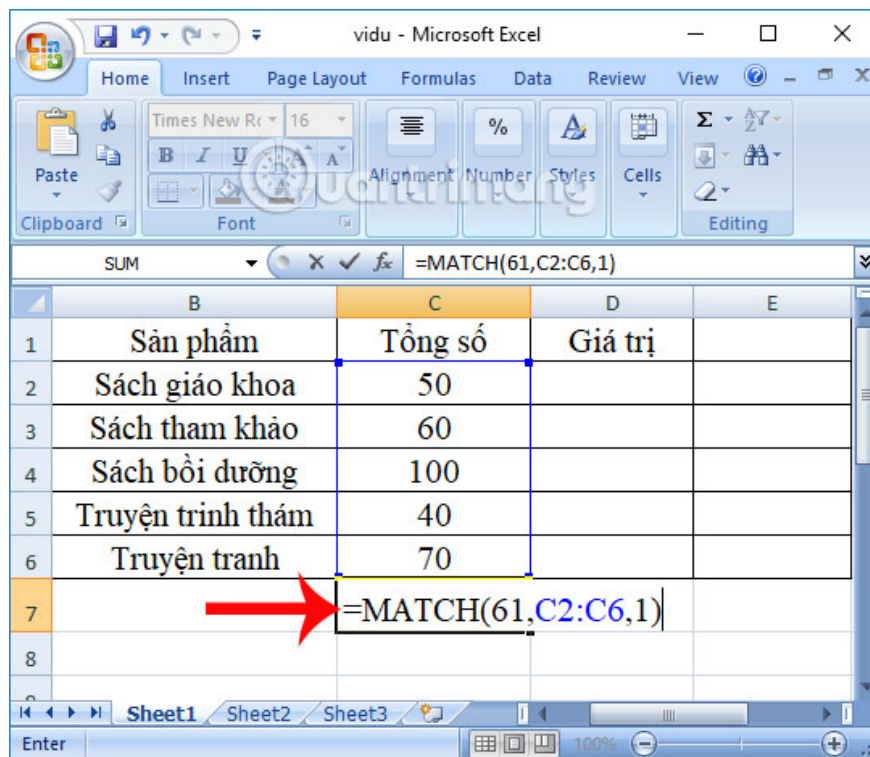 vidu - Microsoft Excel
Home Insert Page Layout Formulas Data Review View
Times New Ro 16
Paste B I U A A Alignment Number Styles Cells
Clipboard Font Editing
uantrimang
SUM fx =MATCH(61,C2:C6,1)
B C D E
1 Sản phẩm Tổng số Giá trị
2 Sách giáo khoa 50
3 Sách tham khảo 60
4 Sách bồi dưỡng 100
5 Truyện trinh thám 40
6 Truyện tranh 70
7 =MATCH(61,C2:C6,1)
8
Sheet1 Sheet2 Sheet3
Enter 100%